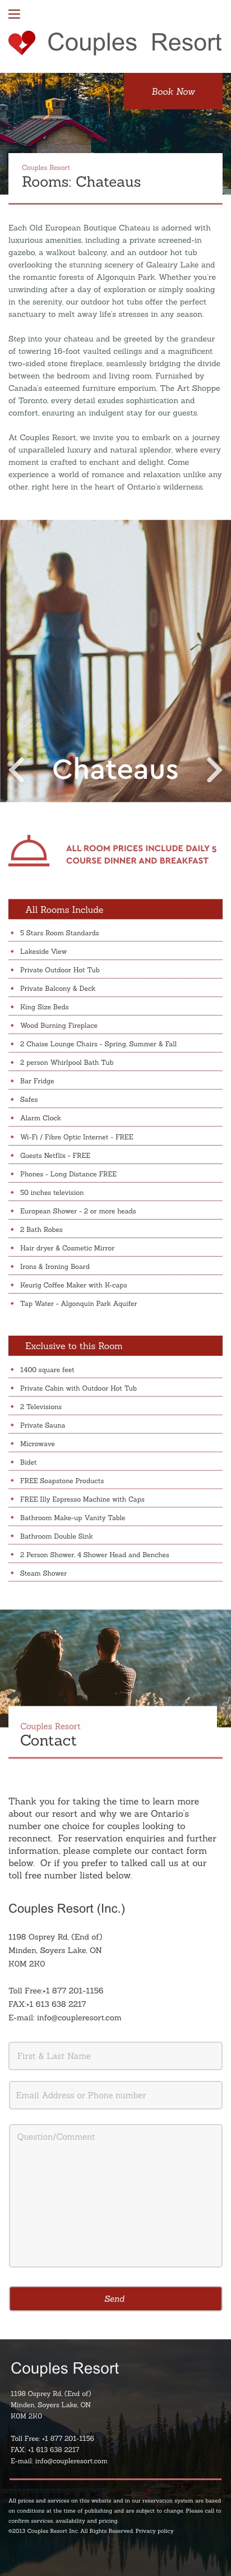 Couples Resort
Book Now
Couples Resort
Rooms: Chateaus
Each Old European Boutique Chateau is adorned with
luxurious amenities, including a private screened-in
gazebo, a walkout balcony, and an outdoor hot tub
overlooking the stunning scenery of Galeairy Lake and
the romantic forests of Algonquin Park. Whether you're
unwinding after a day of exploration or simply soaking
in the serenity, our outdoor hot tubs offer the perfect
sanctuary to melt away life's stresses in any season.
Step into your chateau and be greeted by the grandeur
of towering 16-foot vaulted ceilings and a magnificent
two-sided stone fireplace, seamlessly bridging the divide
between the bedroom and living room. Furnished by
Canada's esteemed furniture emporium, The Art Shoppe
of Toronto, every detail exudes sophistication and
comfort, ensuring an indulgent stay for our guests.
At Couples Resort, we invite you to embark on a journey
of unparalleled luxury and natural splendor, where every
moment is crafted to enchant and delight. Come
experience a world of romance and relaxation unlike any
other, right here in the heart of Ontario's wilderness.
Chateaus
ALL ROOM PRICES INCLUDE DAILY 5
COURSE DINNER AND BREAKFAST
All Rooms Include
5 Stars Room Standards
Lakeside View
Private Outdoor Hot Tub
Private Balcony & Deck
King Size Beds
Wood Burning Fireplace
2 Chaise Lounge Chairs - Spring, Summer & Fall
2 person Whirlpool Bath Tub
Bar Fridge
Safes
Alarm Clock
Wi-Fi / Fibre Optic Internet - FREE
Guests Netflix - FREE
Phones - Long Distance FREE
50 inches television
European Shower - 2 or more heads
2 Bath Robes
Hair dryer & Cosmetic Mirror
Irons & Ironing Board
Keurig Coffee Maker with K-caps
Tap Water - Algonquin Park Aquifer
Exclusive to this Room
1400 square feet
Private Cabin with Outdoor Hot Tub
2 Televisions
Private Sauna
Microwave
Bidet
FREE Soapstone Products
FREE Illy Espresso Machine with Caps
Bathroom Make-up Vanity Table
Bathroom Double Sink
2 Person Shower, 4 Shower Head and Benches
Steam Shower
Couples Resort
Contact
Thank you for taking the time to learn more
about our resort and why we are Ontario's
number one choice for couples looking to
reconnect. For reservation enquiries and further
information, please complete our contact form
below. Or if you prefer to talked call us at our
toll free number listed below.
Couples Resort (Inc.)
1198 Osprey Rd, (End of)
Minden, Soyers Lake, ON
K0M 2K0
Toll Free:+1 877 201-1156
FAX:+1 613 638 2217
E-mail: info@coupleresort.com
First & Last Name
Email Address or Phone number
Question/Comment
Send
Couples Resort
1198 Osprey Rd, (End of)
Minden, Soyers Lake, ON
K0M 2K0
Toll Free: +1 877 201-1156
FAX: +1 613 638 2217
E-mail: info@coupleresort.com
All prices and services on this website and in our reservation system are based
on conditions at the time of publishing and are subject to change. Please call to
confirm services, availability and pricing.
©2013 Couples Resort Inc. All Rights Reserved. Privacy policy